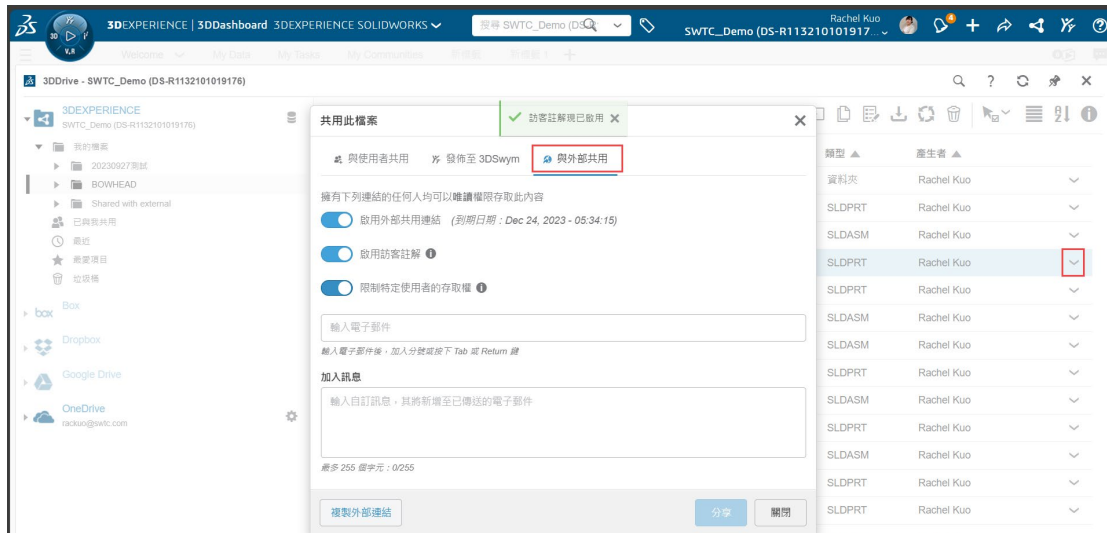 3DEXPERIENCE | 3DDashboard 3DEXPERIENCE SOLIDWORKS
搜尋 SWTC_Demo (DS-
Rachel Kuo
SWTC_Demo (DS-R113210101917...
4
3D
V,R
Welcome
My Data
My Tasks
My Communities
3DDrive - SWTC_Demo (DS-R1132101019176)
3DEXPERIENCE
SWTC_Demo (DS-R1132101019176)
我的檔案
20230927測試
BOWHEAD
Shared with external
已與我共用
最近
最愛項目
垃圾桶
box
Box
Dropbox
Google Drive
OneDrive
rackuo@swtc.com
共用此檔案
訪客註解現已啟用
與使用者共用
發佈至 3DSwym
與外部共用
擁有下列連結的任何人均可以唯讀權限存取此內容
啟用外部共用連結 (到期日期：Dec 24, 2023 - 05:34:15)
啟用訪客註解
限制特定使用者的存取權
輸入電子郵件
輸入電子郵件後，加入分號或按下 Tab 或 Return 鍵
加入訊息
輸入自訂訊息，其將新增至已傳送的電子郵件
最多 255 個字元：0/255
複製外部連結
分享
關閉
類型 產生者
資料夾 Rachel Kuo
SLDPRT Rachel Kuo
SLDASM Rachel Kuo
SLDPRT Rachel Kuo
SLDPRT Rachel Kuo
SLDASM Rachel Kuo
SLDASM Rachel Kuo
SLDPRT Rachel Kuo
SLDASM Rachel Kuo
SLDPRT Rachel Kuo
SLDASM Rachel Kuo
SLDPRT Rachel Kuo
SLDPRT Rachel Kuo